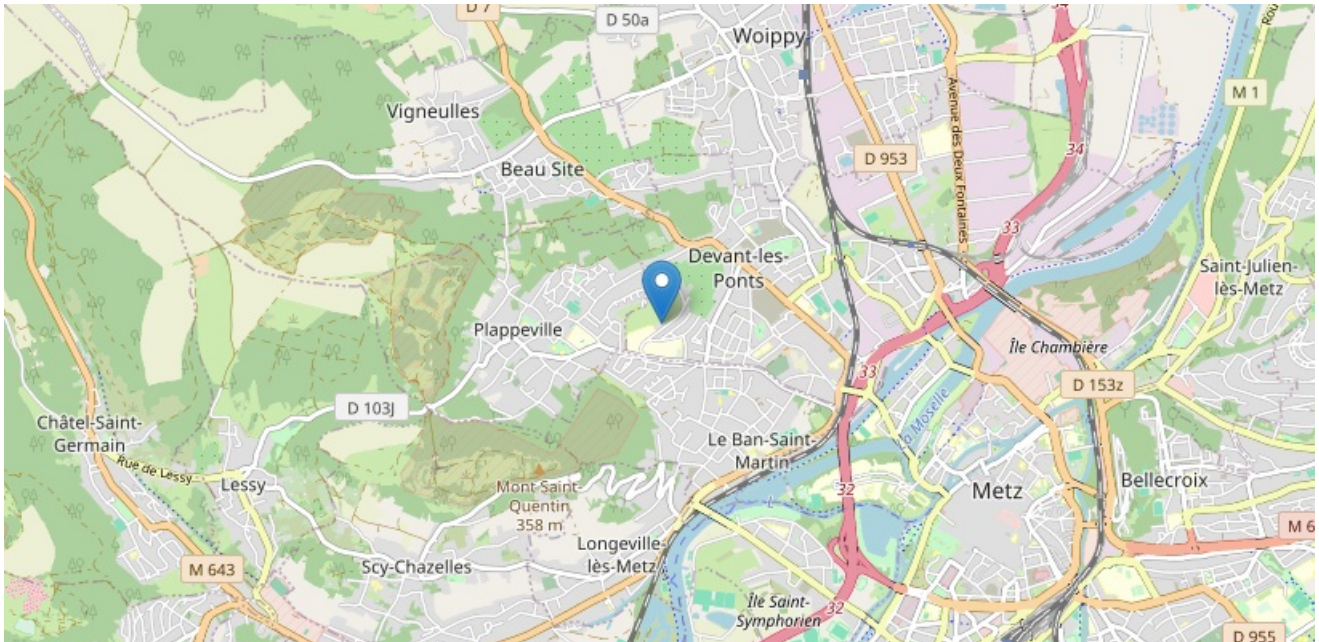 D 7
D 50a
34
Woippy
M 1
Vigneulles
Avenue des Deux Fontaines
34
D 953
Beau Site
33
Devant-les-
Ponts
Saint-Julien-
lès-Metz
Plappeville
Île Chambière
33
D 153z
D 103J
La Moselle
Châtel-Saint-
Germain
Le Ban-Saint-
Martin
Rue de Lessy
Lessy
Mont Saint-
Quentin
358 m
32
Metz
Bellecroix
M 6
Longeville-
lès-Metz
Scy-Chazelles
M 643
Île Saint-
Symphorien
32
D 955